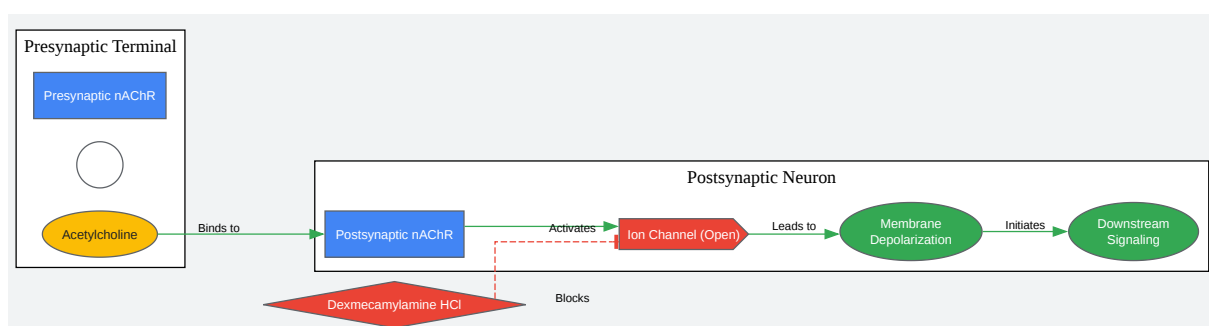 Presynaptic Terminal
Presynaptic nAChR
Acetylcholine
Binds to
Postsynaptic Neuron
Postsynaptic nAChR
Activates
Ion Channel (Open)
Leads to
Membrane
Depolarization
Initiates
Downstream
Signaling
Dexmecamylamine HCl
Blocks